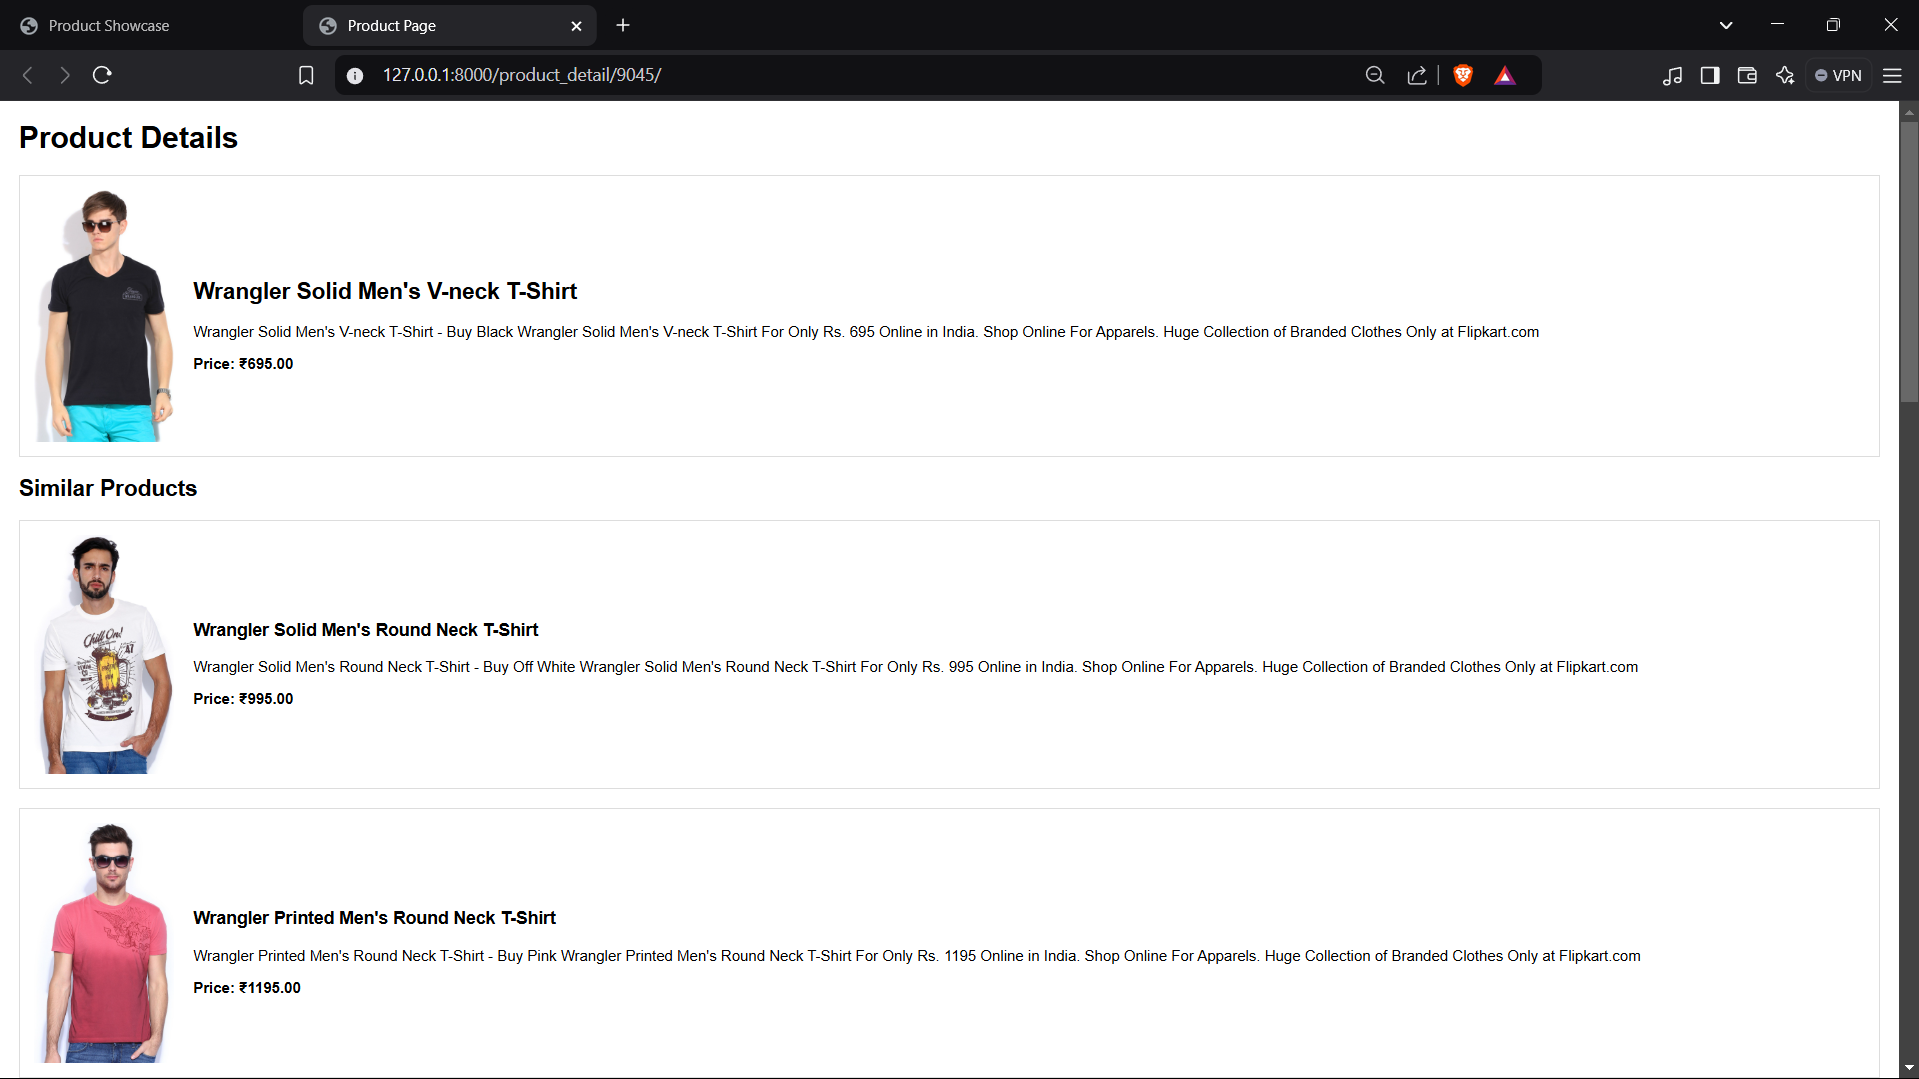 Product Showcase
Product Page
127.0.0.1:8000/product_detail/9045/
VPN
Product Details
Wrangler Solid Men's V-neck T-Shirt
Wrangler Solid Men's V-neck T-Shirt - Buy Black Wrangler Solid Men's V-neck T-Shirt For Only Rs. 695 Online in India. Shop Online For Apparels. Huge Collection of Branded Clothes Only at Flipkart.com
Price: ₹695.00
Similar Products
Chill On!
Wrangler Solid Men's Round Neck T-Shirt
Wrangler Solid Men's Round Neck T-Shirt - Buy Off White Wrangler Solid Men's Round Neck T-Shirt For Only Rs. 995 Online in India. Shop Online For Apparels. Huge Collection of Branded Clothes Only at Flipkart.com
Price: ₹995.00
Wrangler Printed Men's Round Neck T-Shirt
Wrangler Printed Men's Round Neck T-Shirt - Buy Pink Wrangler Printed Men's Round Neck T-Shirt For Only Rs. 1195 Online in India. Shop Online For Apparels. Huge Collection of Branded Clothes Only at Flipkart.com
Price: ₹1195.00